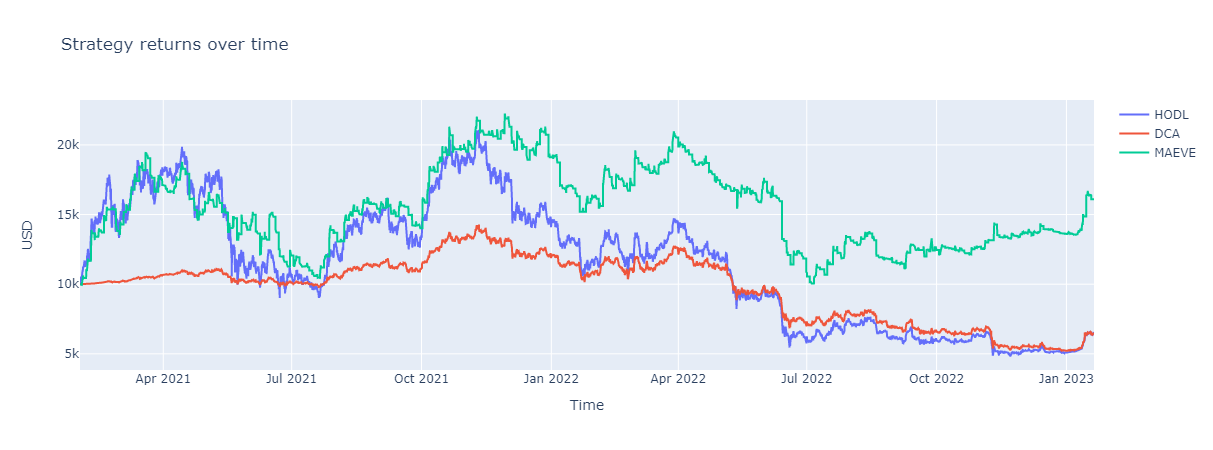 Strategy returns over time
HODL
DCA
MAEVE
20k
15k
10k
5k
USD
Apr 2021
Jul 2021
Oct 2021
Jan 2022
Apr 2022
Jul 2022
Oct 2022
Jan 2023
Time